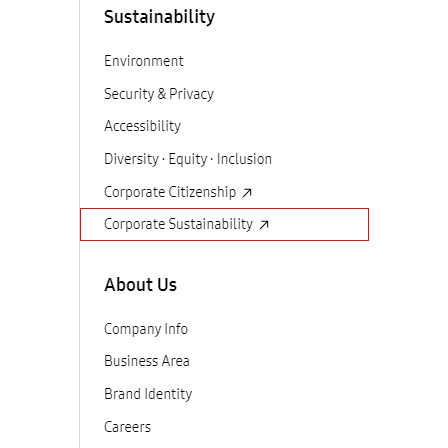 Sustainability
Environment
Security & Privacy
Accessibility
Diversity · Equity · Inclusion
Corporate Citizenship ↗
Corporate Sustainability ↗
About Us
Company Info
Business Area
Brand Identity
Careers